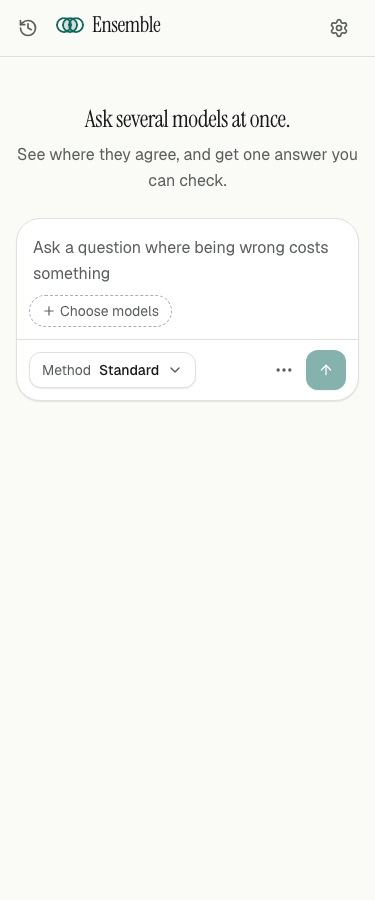 Ensemble
Ask several models at once.
See where they agree, and get one answer you
can check.
Ask a question where being wrong costs
something
+ Choose models
Method Standard